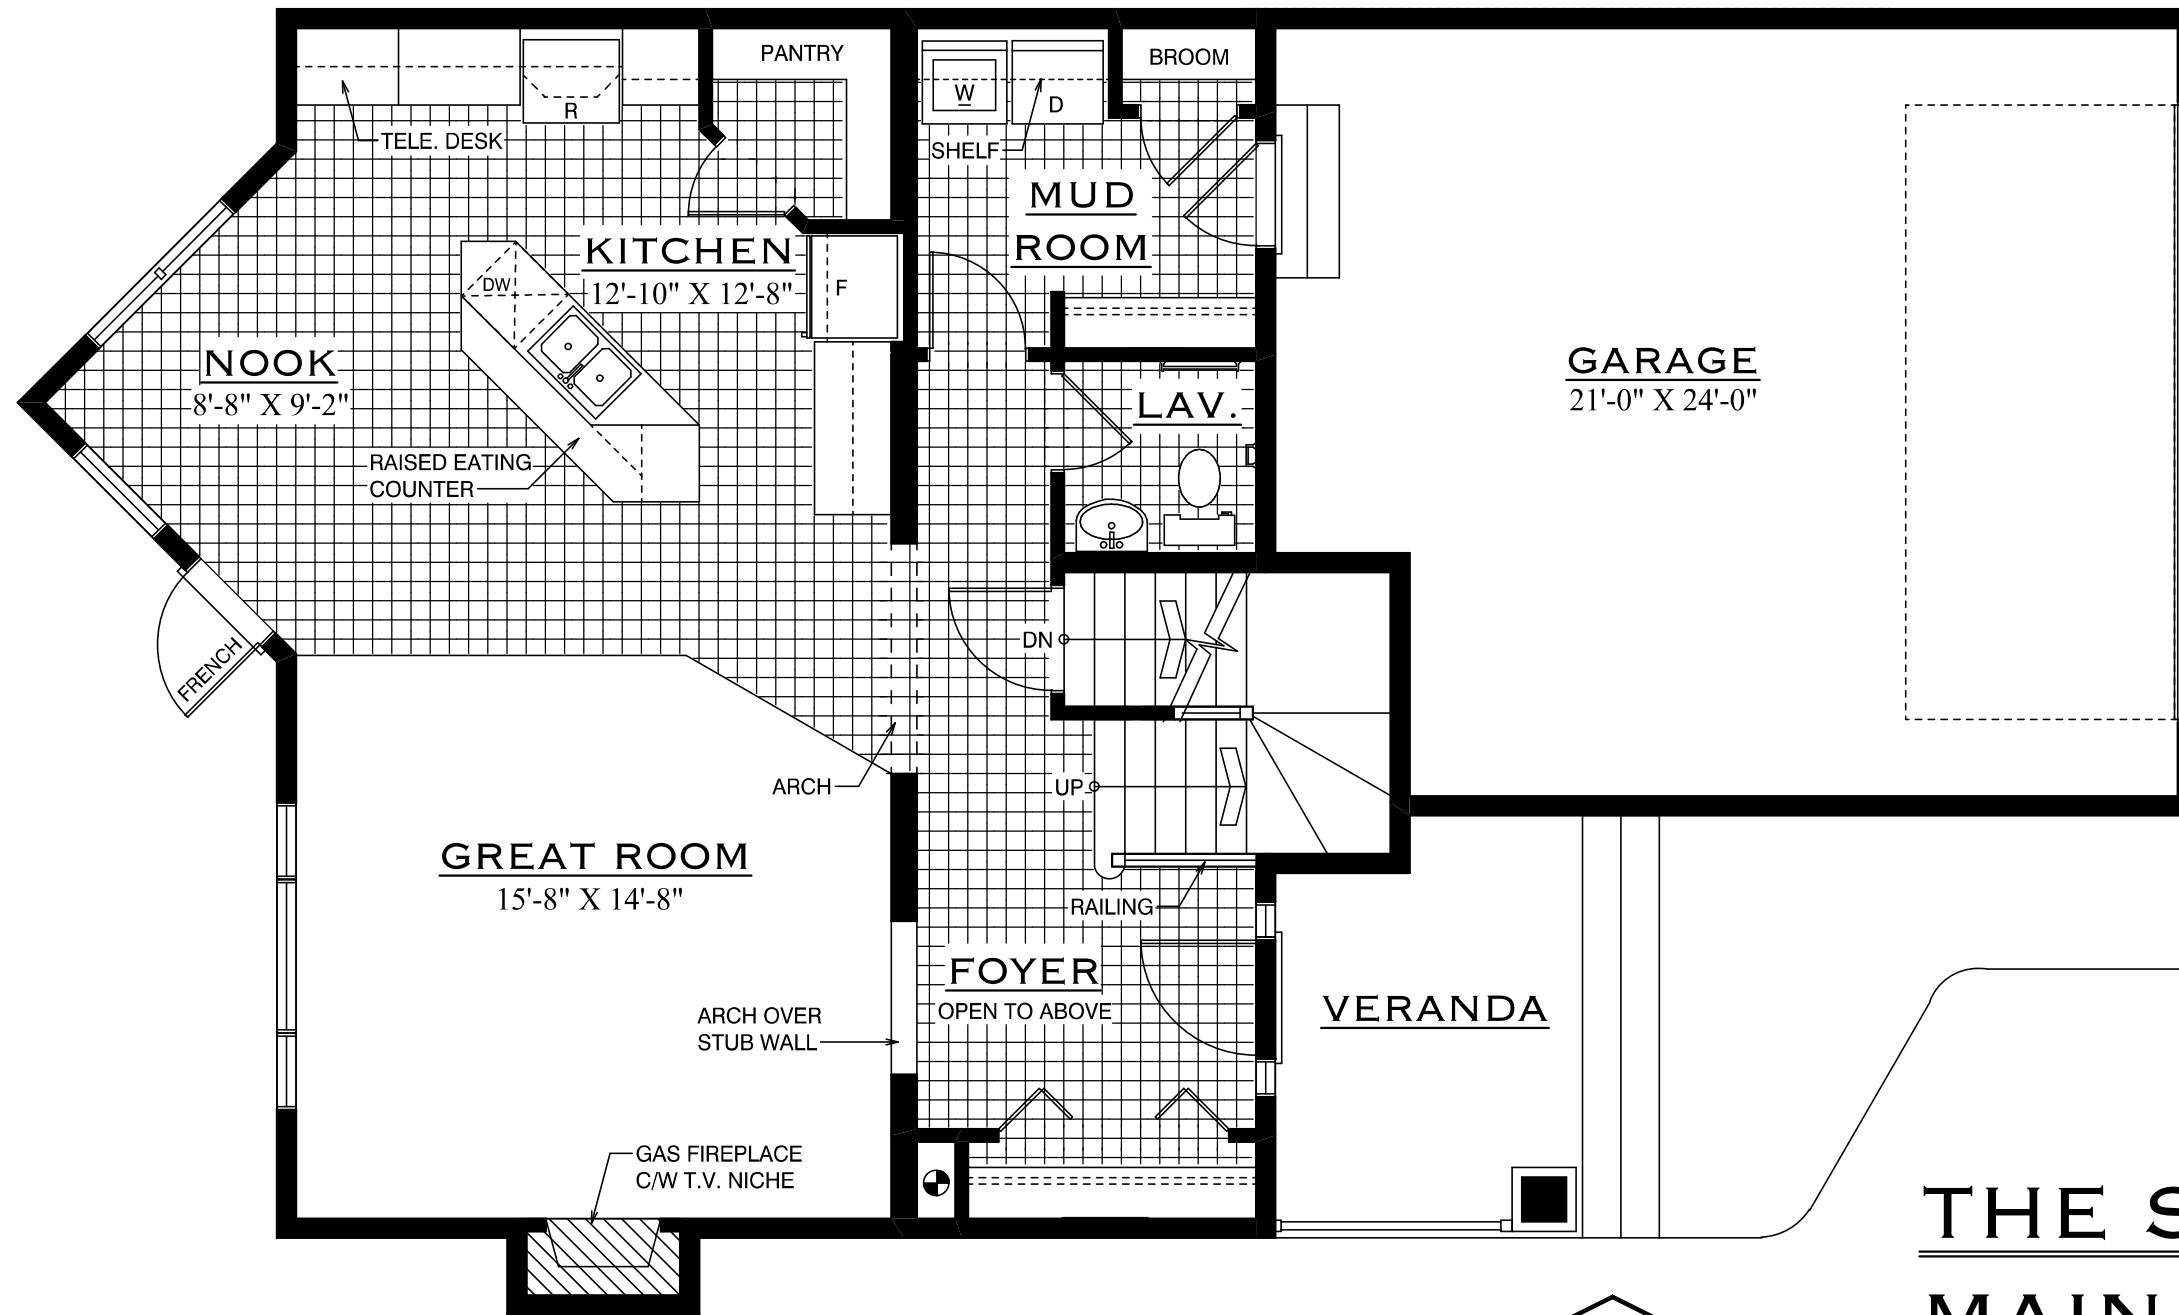 PANTRY
BROOM
W
D
R
TELE. DESK
SHELF
MUD
ROOM
KITCHEN
12'-10" X 12'-8"
DW
F
NOOK
8'-8" X 9'-2"
GARAGE
21'-0" X 24'-0"
LAV.
RAISED EATING
COUNTER
DN
FRENCH
ARCH
UP
GREAT ROOM
15'-8" X 14'-8"
RAILING
FOYER
OPEN TO ABOVE
VERANDA
ARCH OVER
STUB WALL
GAS FIREPLACE
C/W T.V. NICHE
THE S
MAIN